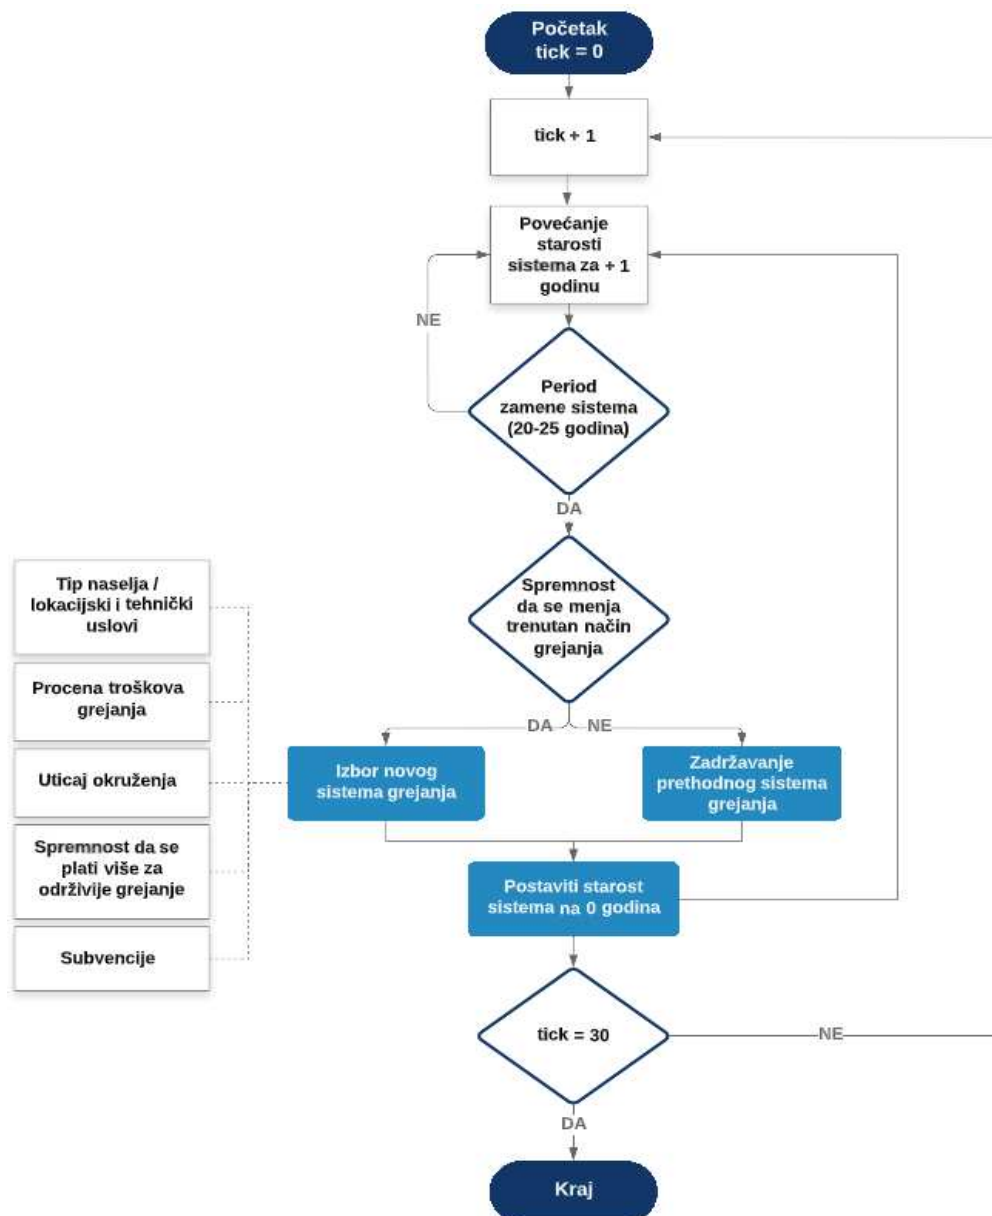 Početak
tick = 0
tick + 1
Povećanje
starosti
sistema za + 1
godinu
NE
Period
zamene sistema
(20-25 godina)
DA
Spremnost
da se menja
trenutan način
grejanja
DA
NE
Tip naselja /
lokacijski i tehnički
uslovi
Procena troškova
grejanja
Uticaj okruženja
Spremnost da se
plati više za
održivije grejanje
Subvencije
Izbor novog
sistema grejanja
Zadržavanje
prethodnog sistema
grejanja
Postaviti starost
sistema na 0 godina
tick = 30
NE
DA
Kraj